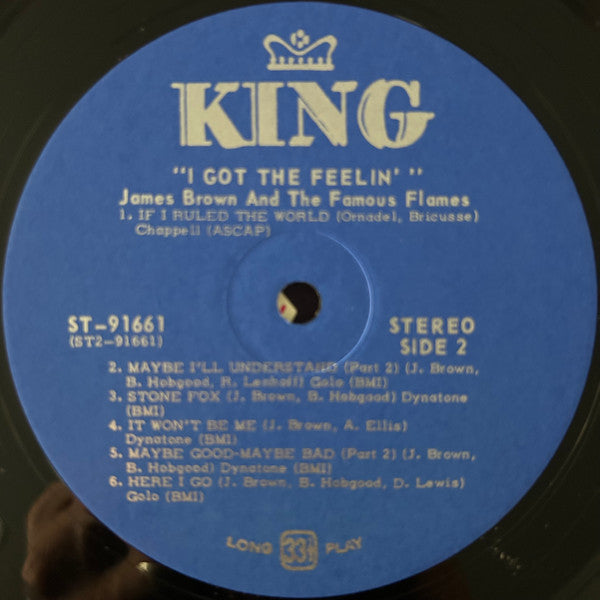 KING
"I GOT THE FEELIN' "
James Brown And The Famous Flames
1. IF I RULED THE WORLD (Ornadel, Bricusse)
Chappell (ASCAP)
ST-91661
(ST2-91661)
STEREO
SIDE 2
2. MAYBE I'LL UNDERSTAND (Part 2) (J. Brown,
B. Hobgood, R. Lenhoff) Golo (BMI)
3. STONE FOX (J. Brown, B. Hobgood) Dynatone
(BMI)
4. IT WON'T BE ME (J. Brown, A. Ellis)
Dynatone (BMI)
5. MAYBE GOOD-MAYBE BAD (Part 2) (J. Brown,
B. Hobgood) Dynatone (BMI)
6. HERE I GO (J. Brown, B. Hobgood, D. Lewis)
Golo (BMI)
LONG 33⅓ PLAY